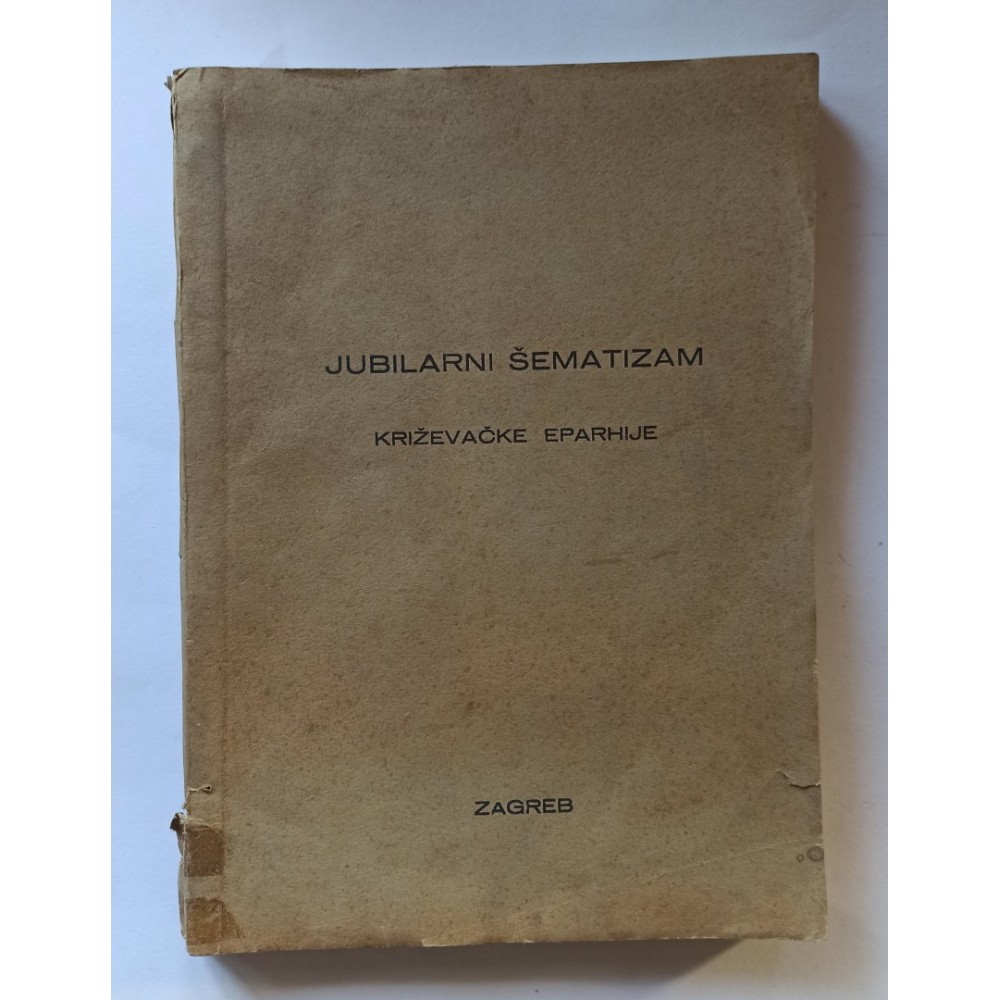 JUBILARNI ŠEMATIZAM
KRIŽEVAČKE EPARHIJE
ZAGREB